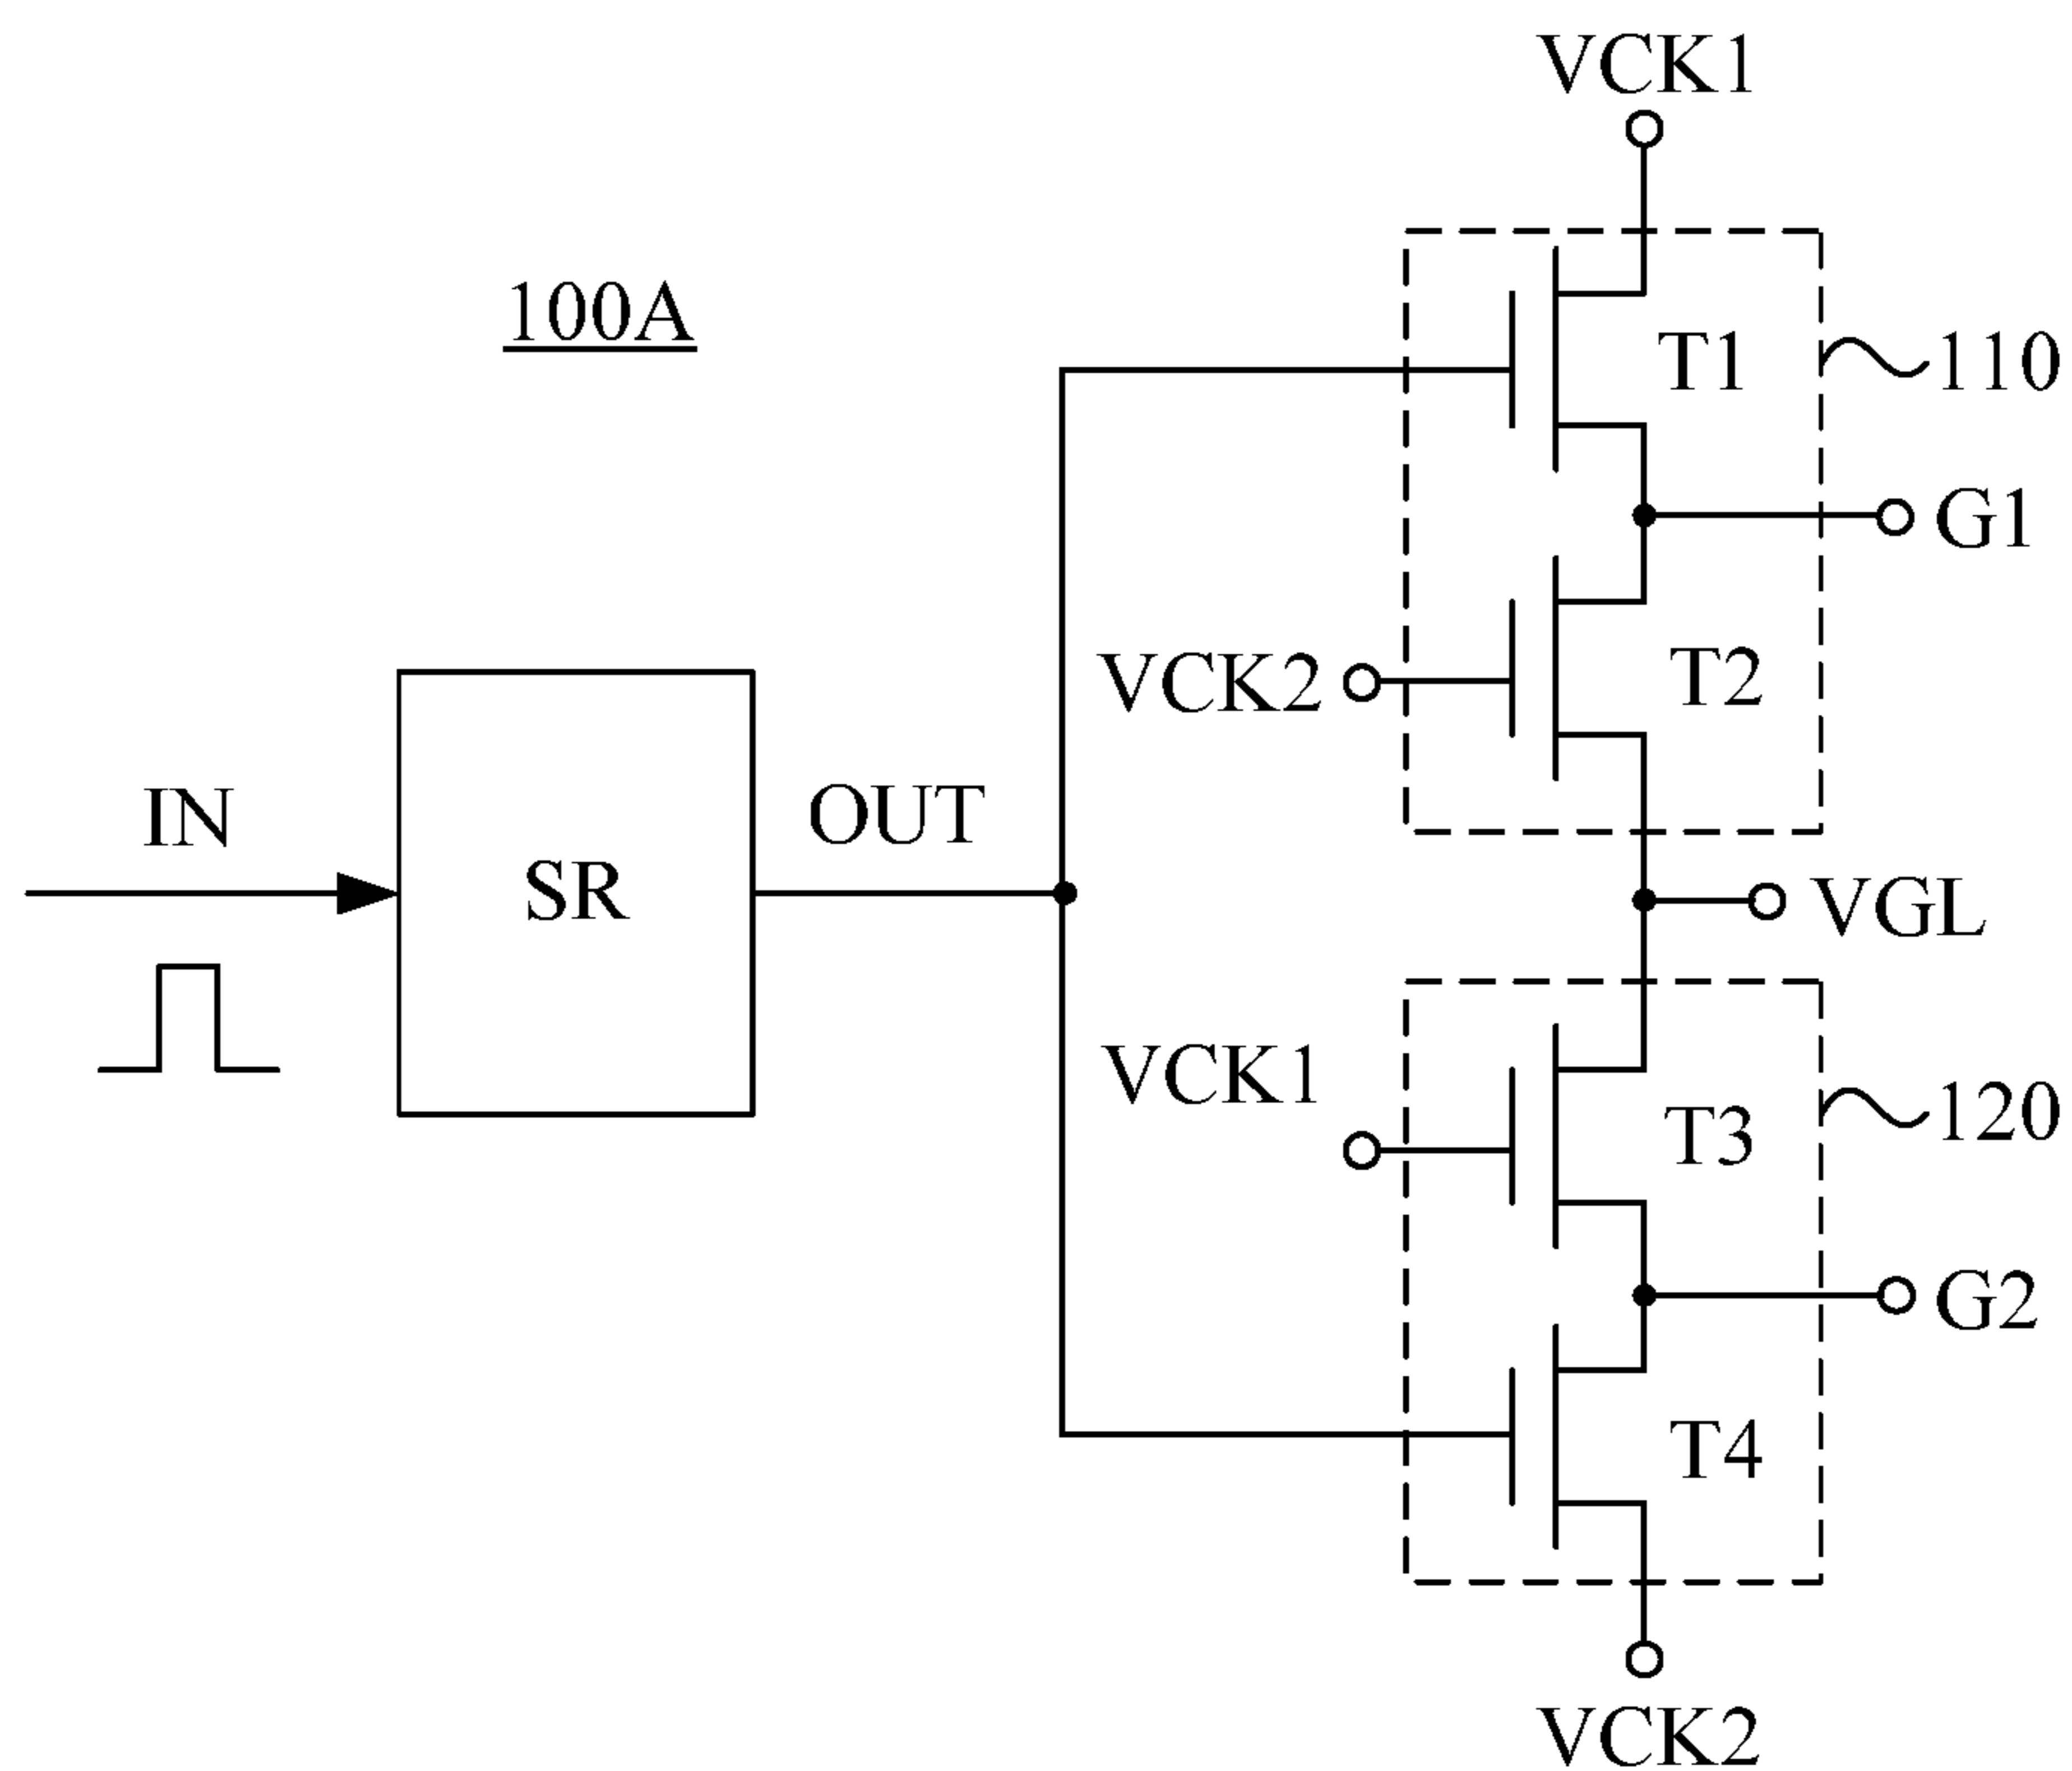 VCK1
100A
T1
110
G1
VCK2
T2
IN
OUT
SR
VGL
VCK1
T3
120
G2
T4
VCK2